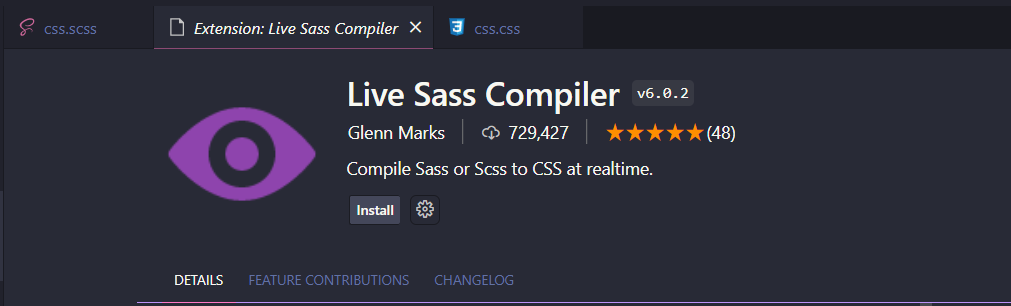 css.scss Extension: Live Sass Compiler css.css
Live Sass Compiler v6.0.2
Glenn Marks 729,427 (48)
Compile Sass or Scss to CSS at realtime.
Install
DETAILS FEATURE CONTRIBUTIONS CHANGELOG